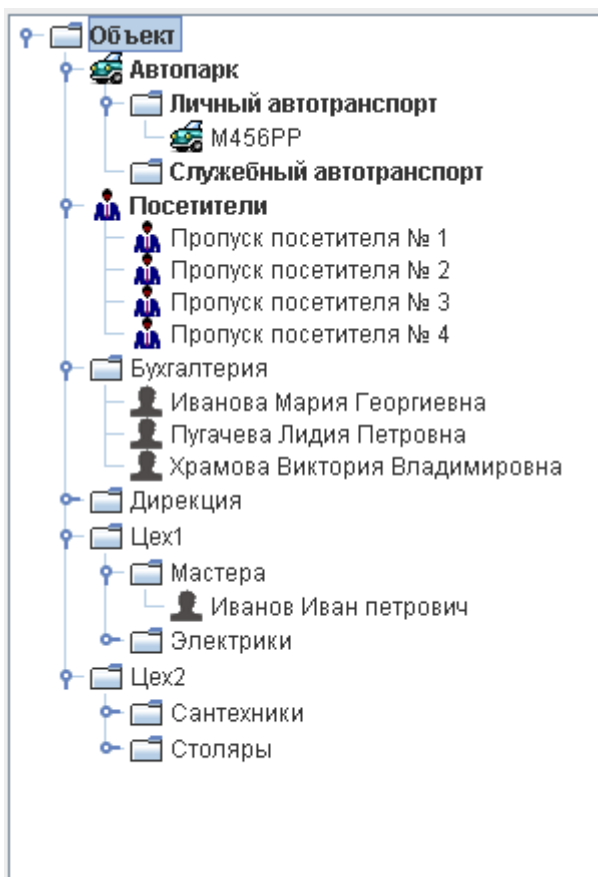 Объект
Автопарк
Личный автотранспорт
М456РР
Служебный автотранспорт
Посетители
Пропуск посетителя № 1
Пропуск посетителя № 2
Пропуск посетителя № 3
Пропуск посетителя № 4
Бухгалтерия
Иванова Мария Георгиевна
Пугачева Лидия Петровна
Храмова Виктория Владимировна
Дирекция
Цех1
Мастера
Иванов Иван петрович
Электрики
Цех2
Сантехники
Столяры